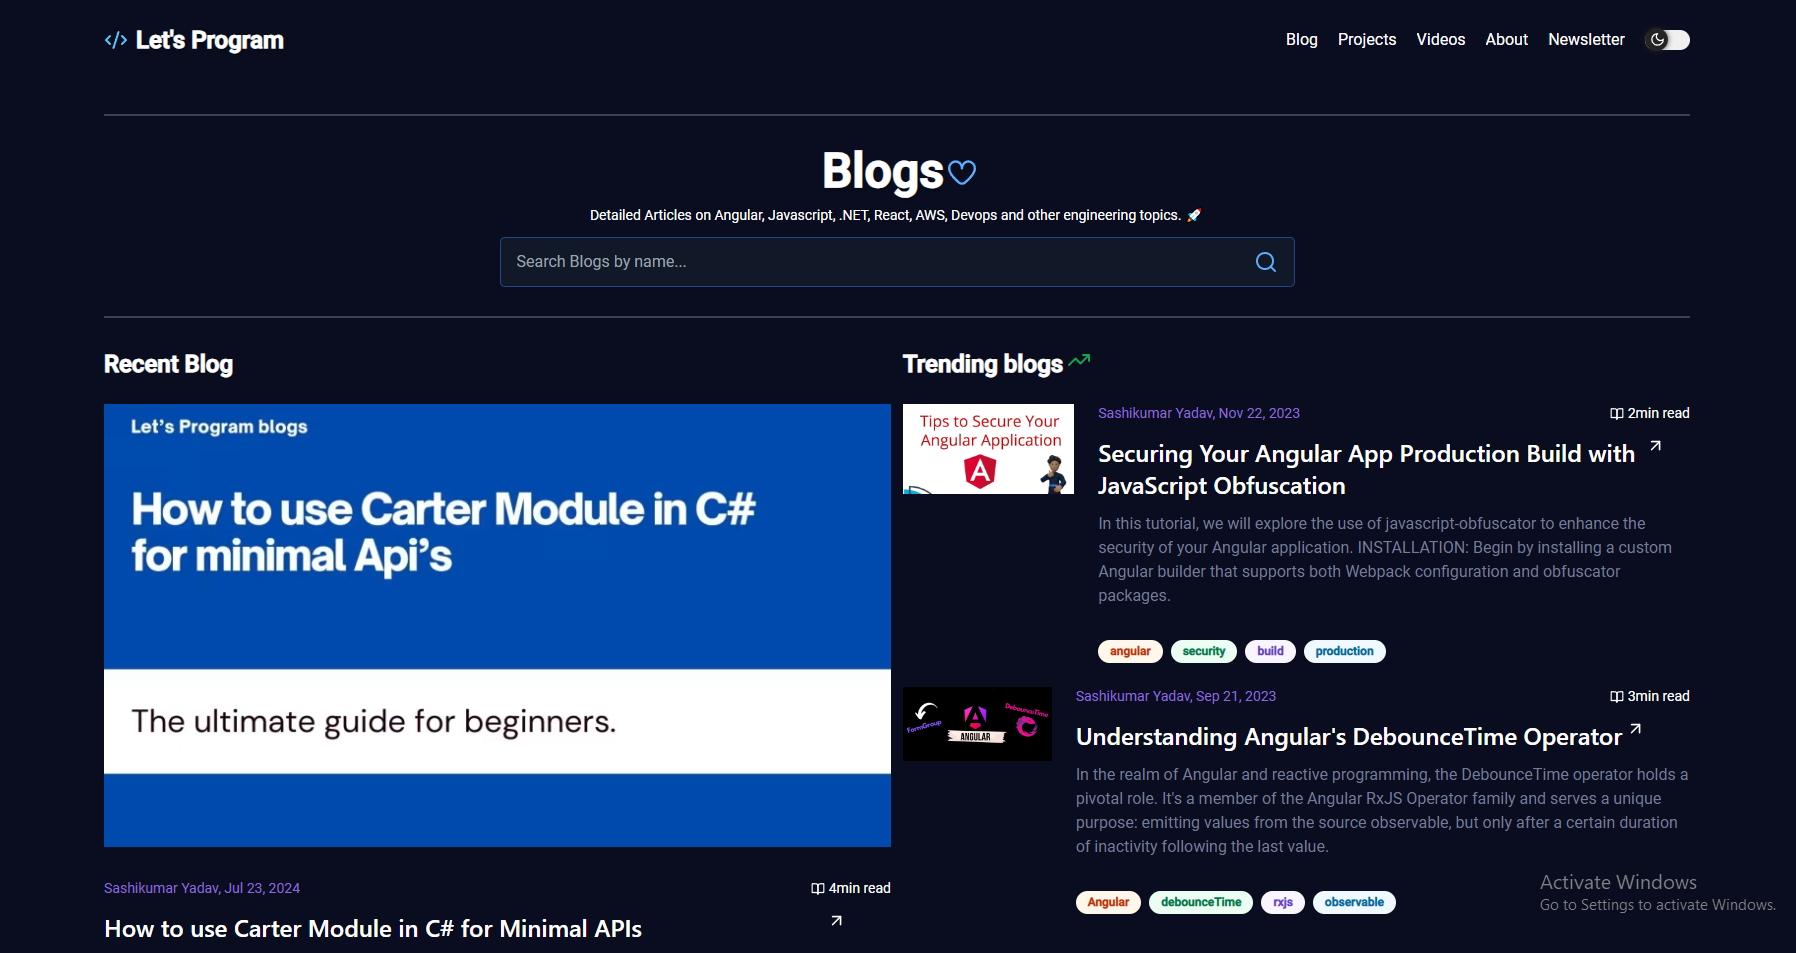 </> Let's Program
Blog Projects Videos About Newsletter
Blogs
Detailed Articles on Angular, Javascript, .NET, React, AWS, Devops and other engineering topics. 🚀
Search Blogs by name...
Recent Blog
Let's Program blogs
How to use Carter Module in C#
for minimal Api's
The ultimate guide for beginners.
Sashikumar Yadav, Jul 23, 2024
4min read
How to use Carter Module in C# for Minimal APIs
Trending blogs
Tips to Secure Your
Angular Application
A
Sashikumar Yadav, Nov 22, 2023
2min read
Securing Your Angular App Production Build with
JavaScript Obfuscation
In this tutorial, we will explore the use of javascript-obfuscator to enhance the
security of your Angular application. INSTALLATION: Begin by installing a custom
Angular builder that supports both Webpack configuration and obfuscator
packages.
angular security build production
FormGroup
DebounceTime
ANGULAR
Sashikumar Yadav, Sep 21, 2023
3min read
Understanding Angular's DebounceTime Operator
In the realm of Angular and reactive programming, the DebounceTime operator holds a
pivotal role. It's a member of the Angular RxJS Operator family and serves a unique
purpose: emitting values from the source observable, but only after a certain duration
of inactivity following the last value.
Angular debounceTime rxjs observable
Activate Windows
Go to Settings to activate Windows.